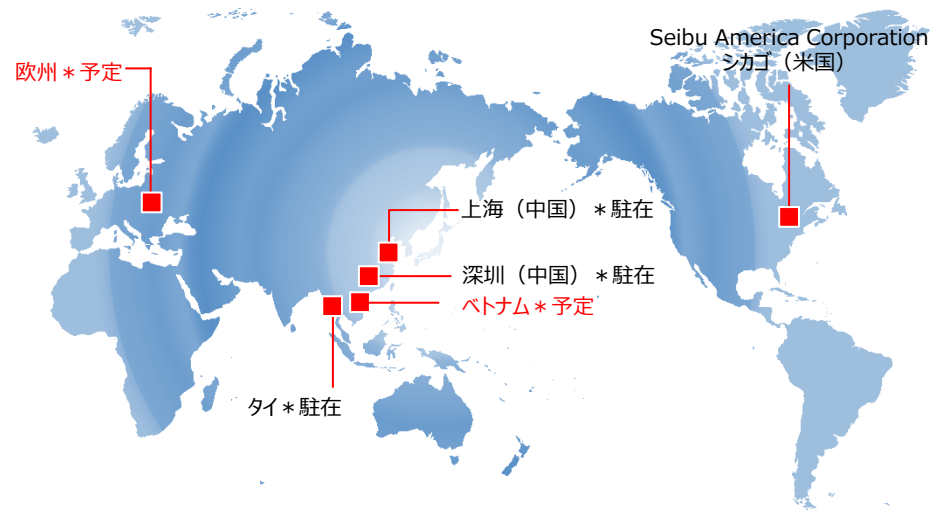 Seibu America Corporation
シカゴ（米国）
欧州＊予定
上海（中国）＊駐在
深圳（中国）＊駐在
ベトナム＊予定
タイ＊駐在